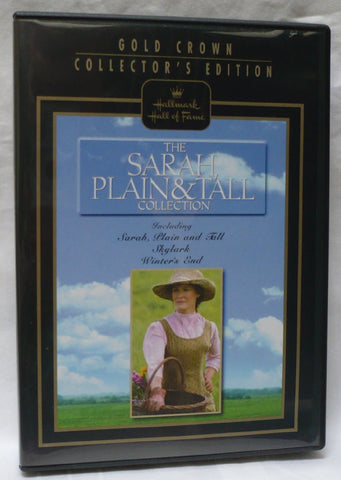 GOLD CROWN
COLLECTOR'S EDITION
Hallmark
Hall of Fame
THE
SARAH,
PLAIN & TALL
COLLECTION
Including
Sarah, Plain and Tall
Skylark
Winter's End